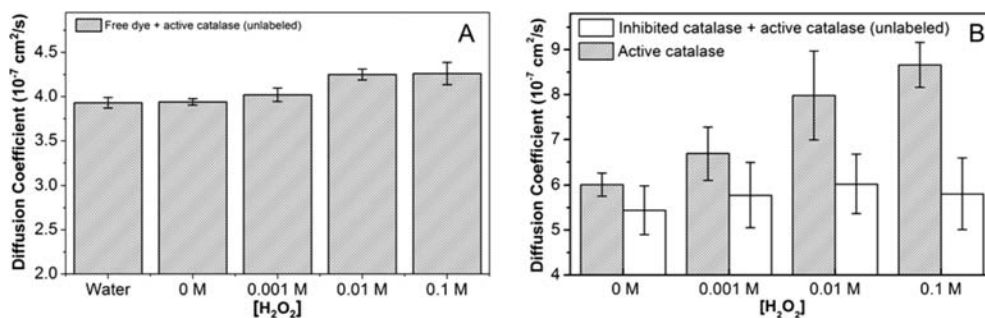 Free dye + active catalase (unlabeled)
A
Diffusion Coefficient (10⁻⁷ cm²/s)
4.5
4.0
3.5
3.0
2.5
2.0
Water 0 M 0.001 M 0.01 M 0.1 M
[H₂O₂]
Inhibited catalase + active catalase (unlabeled)
Active catalase
B
Diffusion Coefficient (10⁻⁷ cm²/s)
9
8
7
6
5
4
0 M 0.001 M 0.01 M 0.1 M
[H₂O₂]